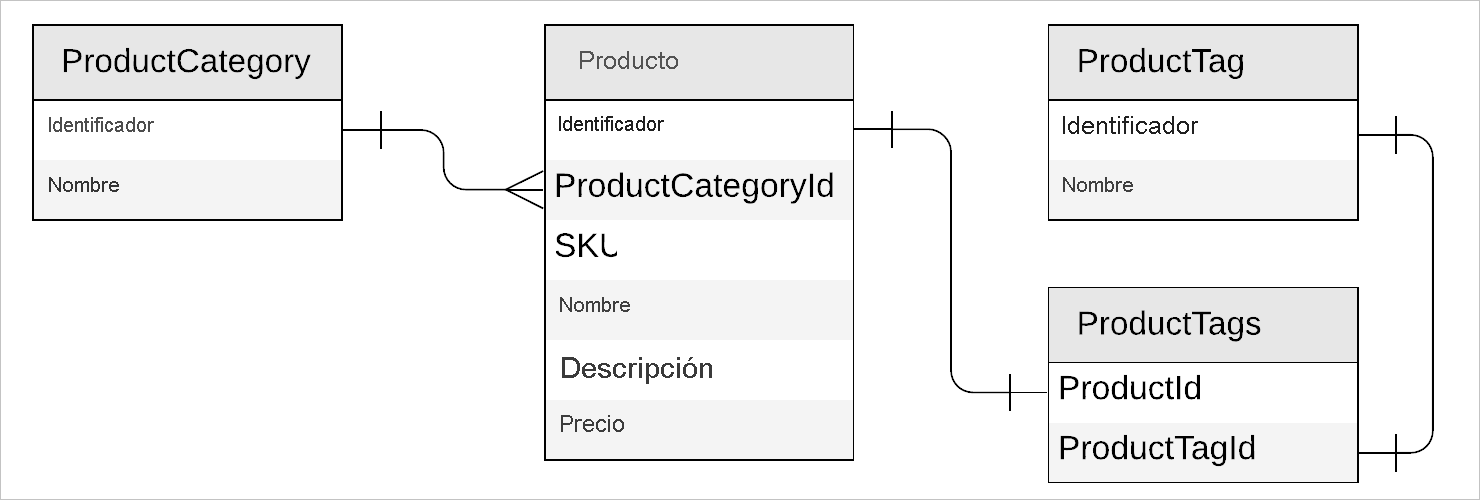 ProductCategory
Identificador
Nombre
Producto
Identificador
ProductCategoryId
SKU
Nombre
Descripción
Precio
ProductTag
Identificador
Nombre
ProductTags
ProductId
ProductTagId